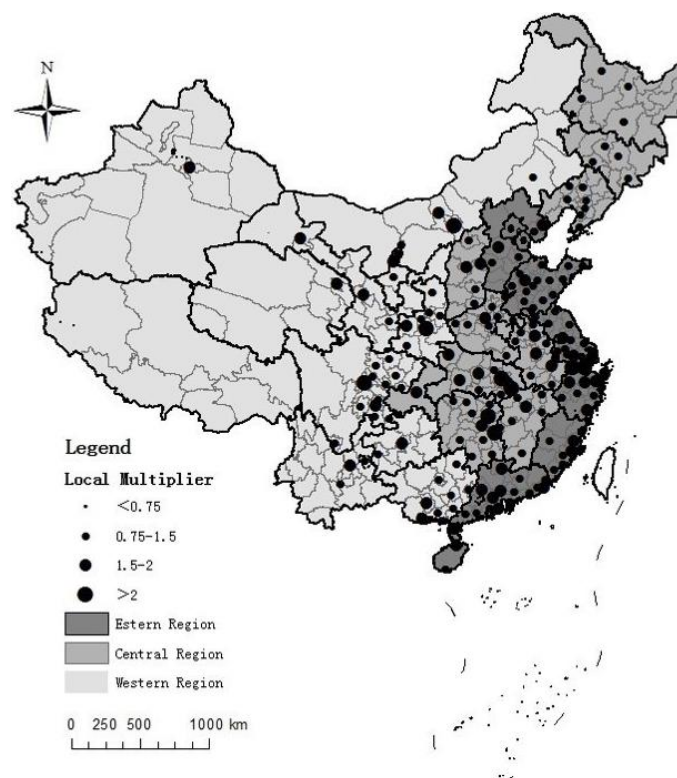 N
Legend
Local Multiplier
<0.75
0.75-1.5
1.5-2
>2
Estern Region
Central Region
Western Region
0 250 500 1000 km